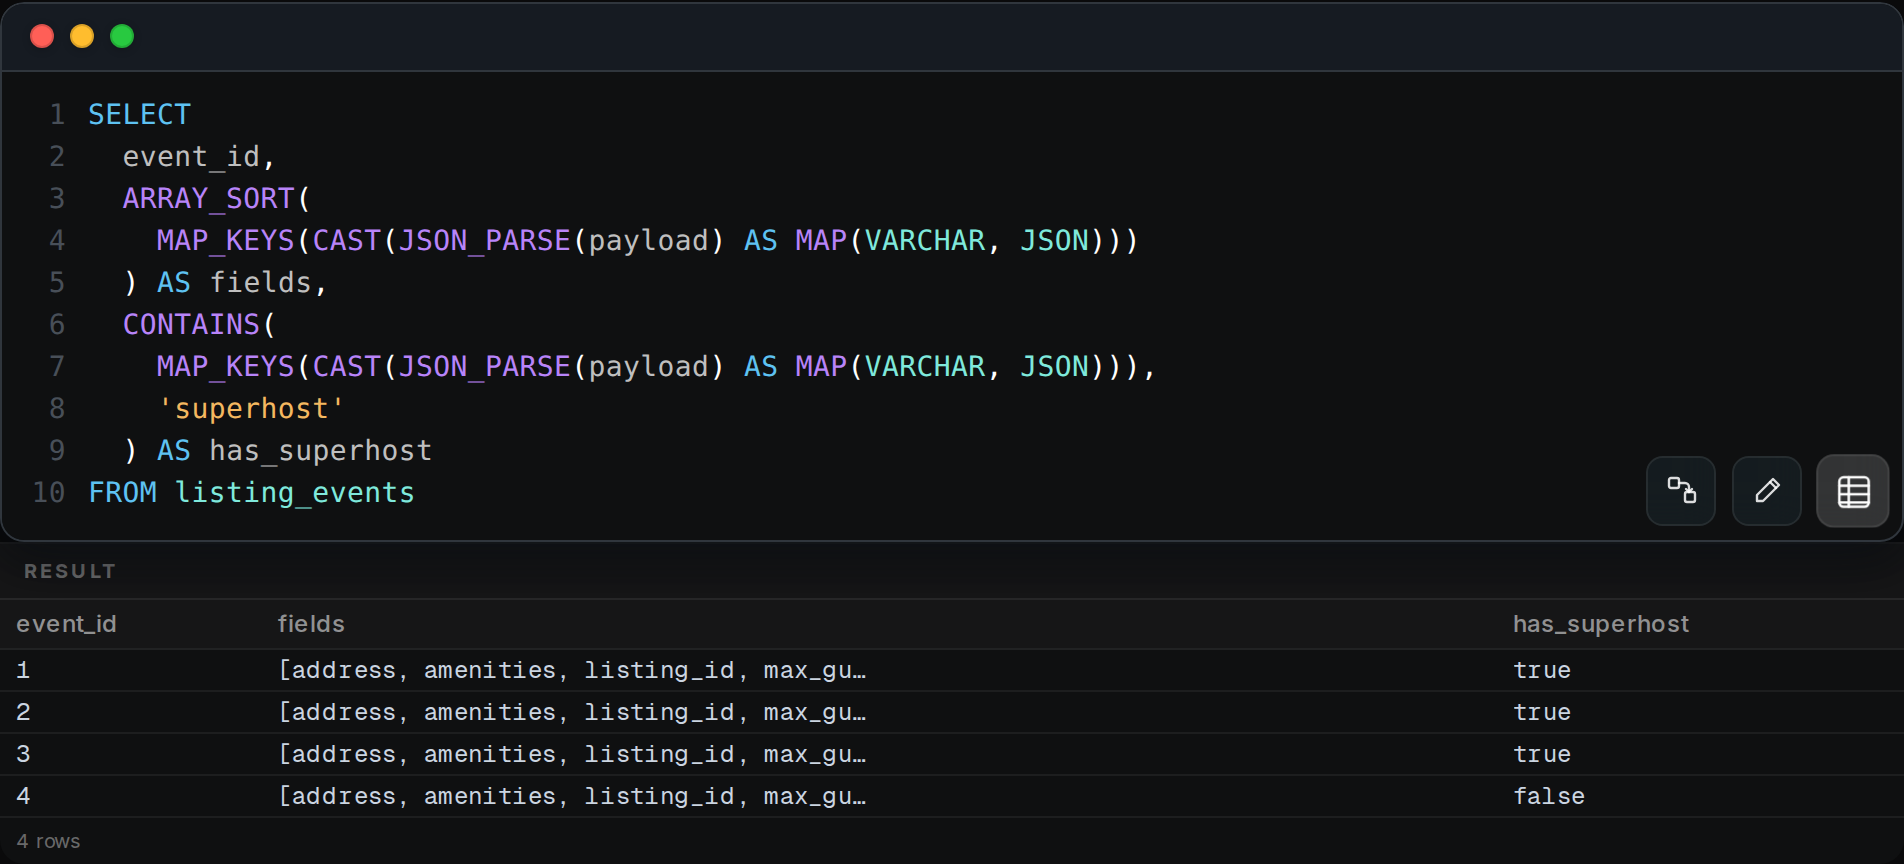 1 SELECT
2   event_id,
3   ARRAY_SORT(
4     MAP_KEYS(CAST(JSON_PARSE(payload) AS MAP(VARCHAR, JSON)))
5   ) AS fields,
6   CONTAINS(
7     MAP_KEYS(CAST(JSON_PARSE(payload) AS MAP(VARCHAR, JSON))),
8     'superhost'
9   ) AS has_superhost
10 FROM listing_events
RESULT
event_id fields has_superhost
1 [address, amenities, listing_id, max_gu… true
2 [address, amenities, listing_id, max_gu… true
3 [address, amenities, listing_id, max_gu… true
4 [address, amenities, listing_id, max_gu… false
4 rows